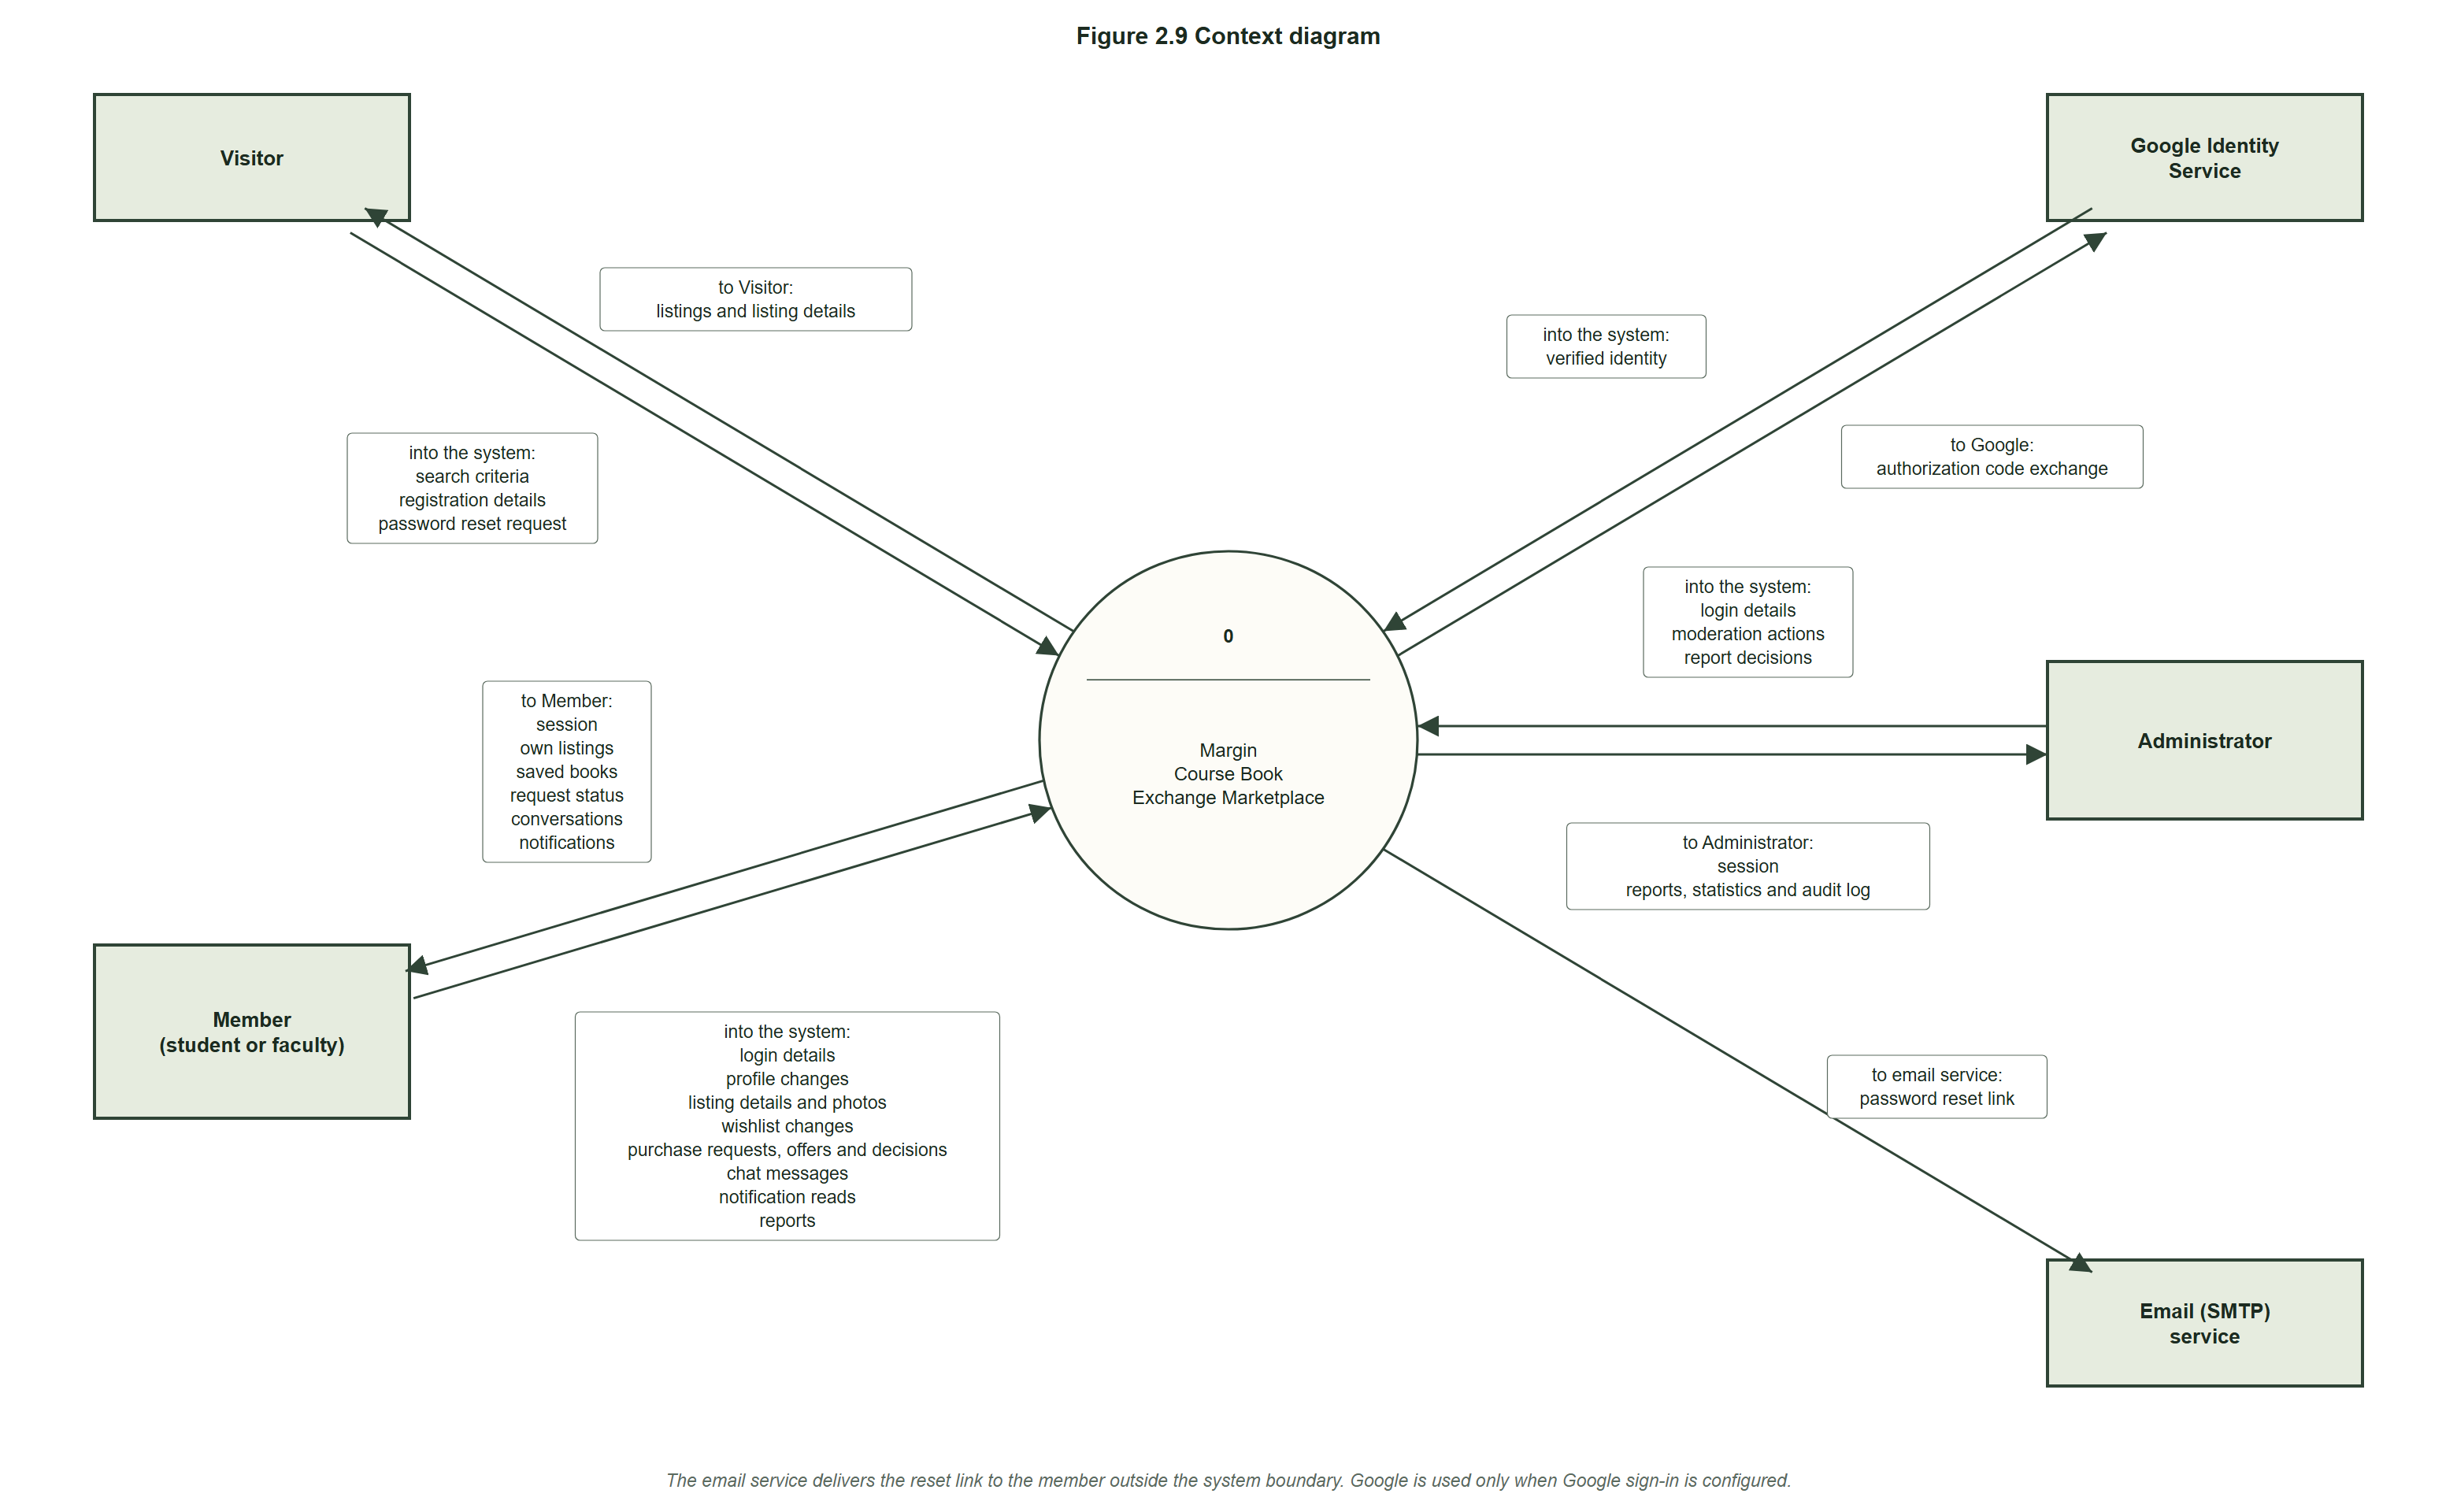 Figure 2.9 Context diagram
Visitor
Google Identity
Service
to Visitor:
listings and listing details
into the system:
verified identity
into the system:
search criteria
registration details
password reset request
to Google:
authorization code exchange
into the system:
login details
moderation actions
report decisions
0
Margin
Course Book
Exchange Marketplace
to Member:
session
own listings
saved books
request status
conversations
notifications
Administrator
to Administrator:
session
reports, statistics and audit log
Member
(student or faculty)
into the system:
login details
profile changes
listing details and photos
wishlist changes
purchase requests, offers and decisions
chat messages
notification reads
reports
to email service:
password reset link
Email (SMTP)
service
The email service delivers the reset link to the member outside the system boundary. Google is used only when Google sign-in is configured.